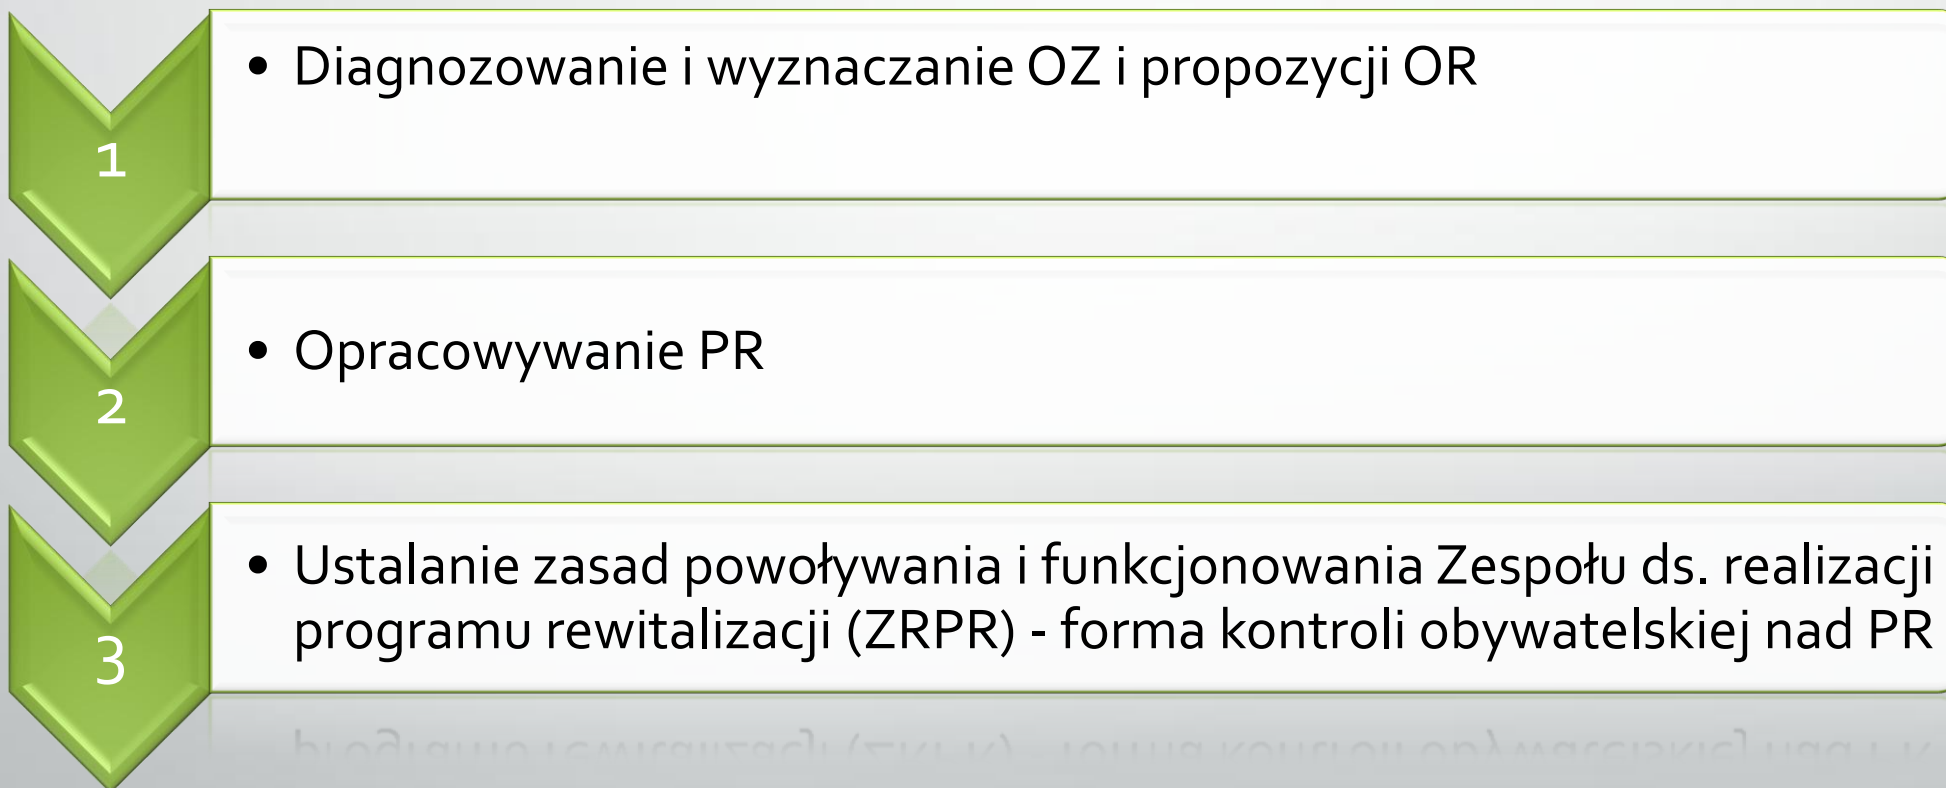 1
• Diagnozowanie i wyznaczanie OZ i propozycji OR
2
• Opracowywanie PR
3
• Ustalanie zasad powoływania i funkcjonowania Zespołu ds. realizacji
programu rewitalizacji (ZRPR) - forma kontroli obywatelskiej nad PR